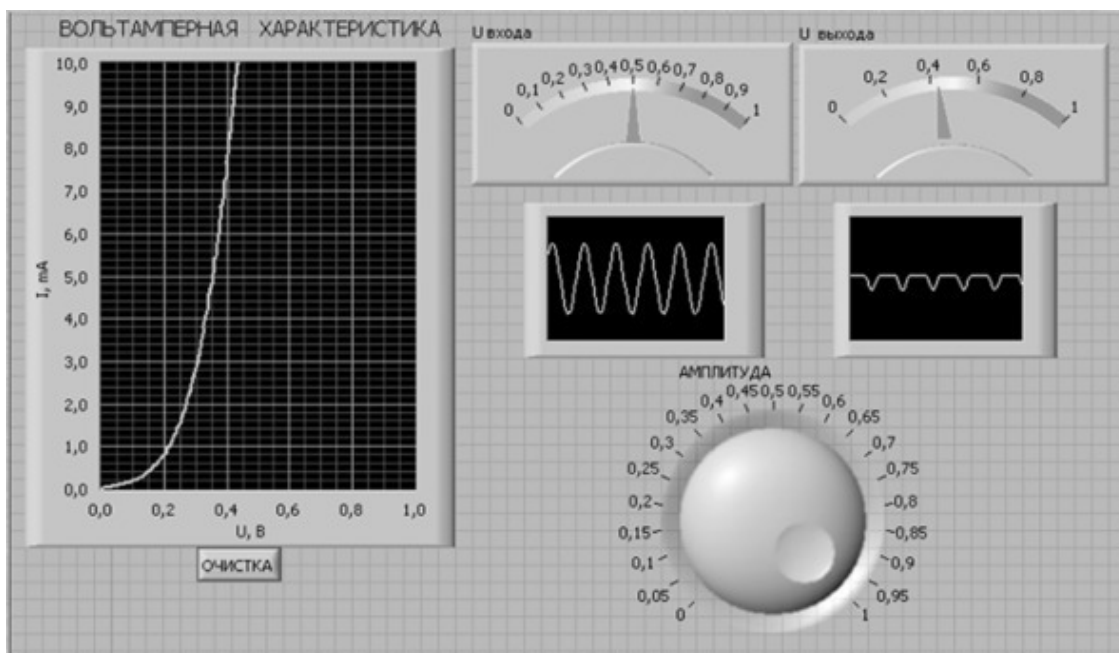 ВОЛЬТАМПЕРНАЯ ХАРАКТЕРИСТИКА
I, mA
10,0
9,0
8,0
7,0
6,0
5,0
4,0
3,0
2,0
1,0
0,0
0,0 0,2 0,4 0,6 0,8 1,0
U, В
ОЧИСТКА
U входа
0 0,1 0,2 0,3 0,4 0,5 0,6 0,7 0,8 0,9 1
U выхода
0 0,2 0,4 0,6 0,8 1
АМПЛИТУДА
0 0,05 0,1 0,15 0,2 0,25 0,3 0,35 0,4 0,45 0,5 0,55 0,6 0,65 0,7 0,75 0,8 0,85 0,9 0,95 1